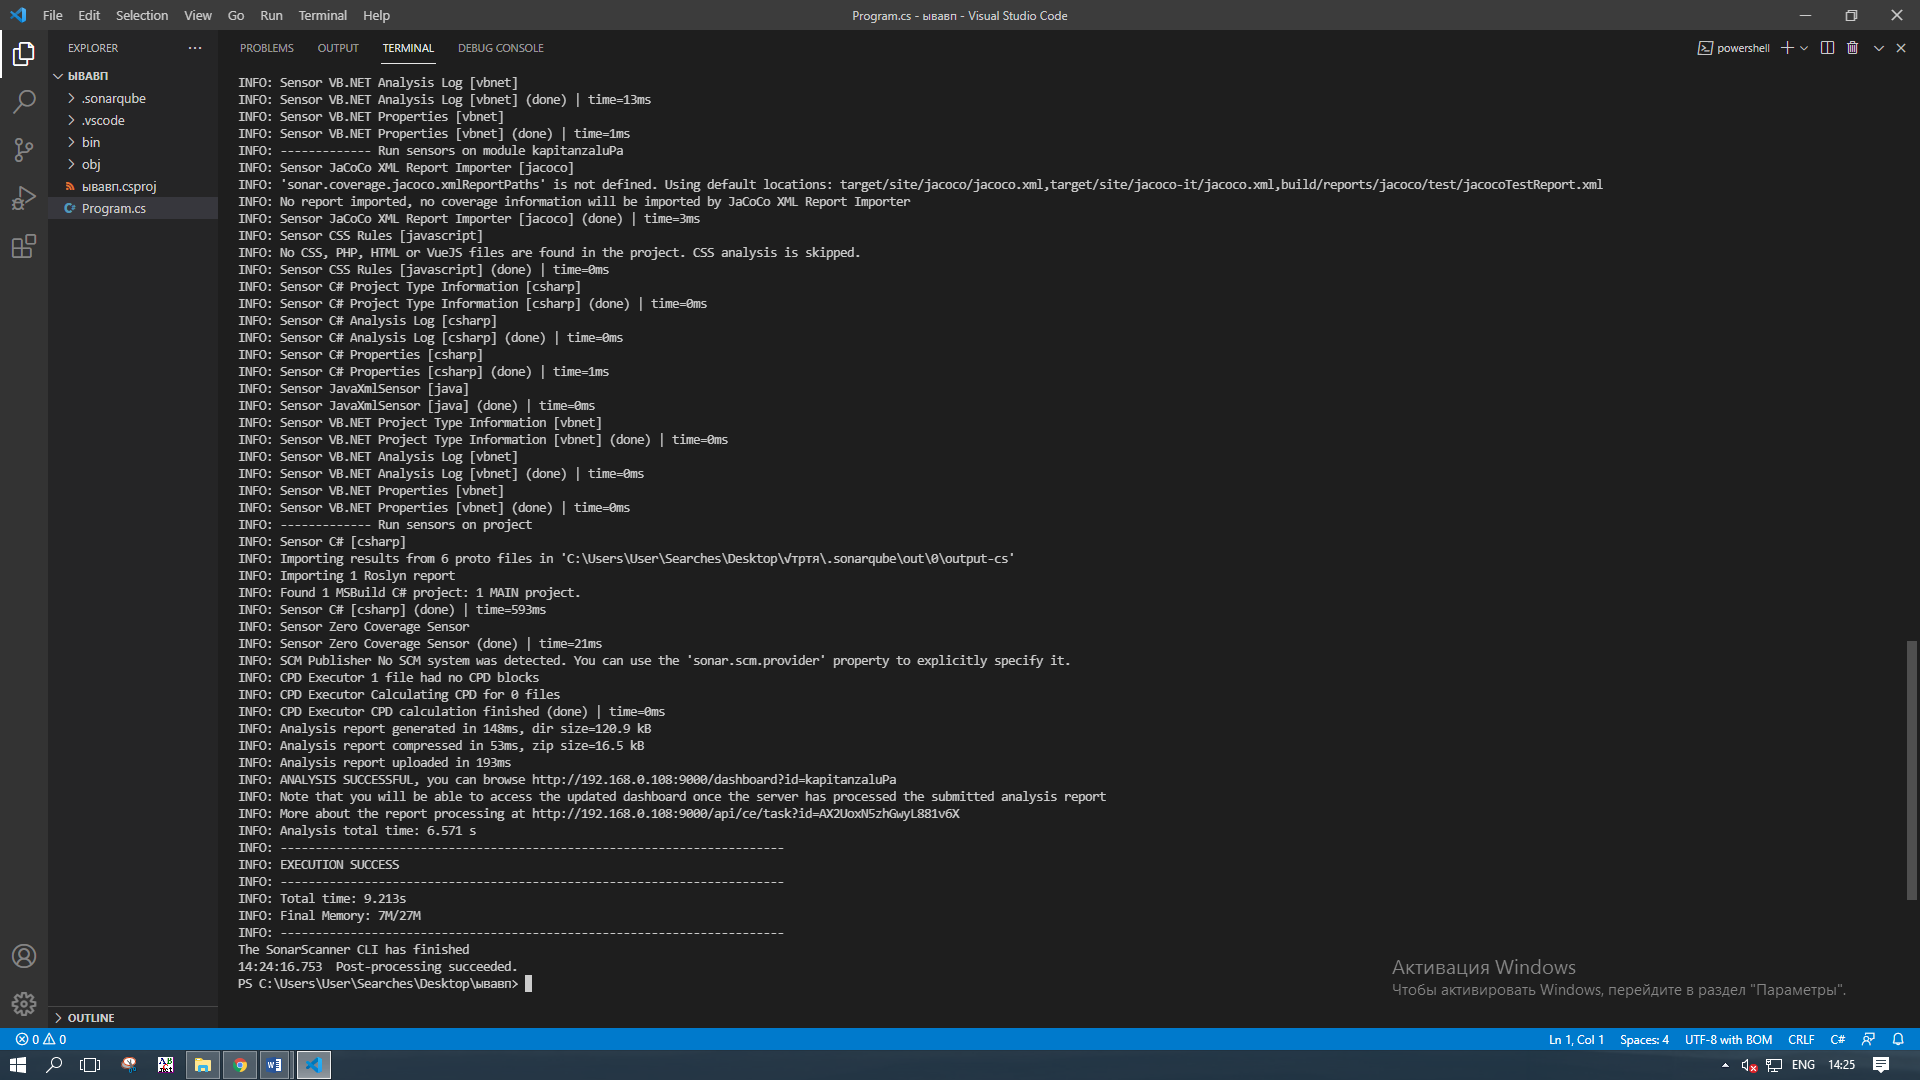 File Edit Selection View Go Run Terminal Help
Program.cs - ывавп - Visual Studio Code
EXPLORER
ЫВАВП
.sonarqube
.vscode
bin
obj
ывавп.csproj
Program.cs
OUTLINE
PROBLEMS OUTPUT TERMINAL DEBUG CONSOLE
powershell
INFO: Sensor VB.NET Analysis Log [vbnet]
INFO: Sensor VB.NET Analysis Log [vbnet] (done) | time=13ms
INFO: Sensor VB.NET Properties [vbnet]
INFO: Sensor VB.NET Properties [vbnet] (done) | time=1ms
INFO: ------------- Run sensors on module kapitanzaluPa
INFO: Sensor JaCoCo XML Report Importer [jacoco]
INFO: 'sonar.coverage.jacoco.xmlReportPaths' is not defined. Using default locations: target/site/jacoco/jacoco.xml,target/site/jacoco-it/jacoco.xml,build/reports/jacoco/test/jacocoTestReport.xml
INFO: No report imported, no coverage information will be imported by JaCoCo XML Report Importer
INFO: Sensor JaCoCo XML Report Importer [jacoco] (done) | time=3ms
INFO: Sensor CSS Rules [javascript]
INFO: No CSS, PHP, HTML or VueJS files are found in the project. CSS analysis is skipped.
INFO: Sensor CSS Rules [javascript] (done) | time=0ms
INFO: Sensor C# Project Type Information [csharp]
INFO: Sensor C# Project Type Information [csharp] (done) | time=0ms
INFO: Sensor C# Analysis Log [csharp]
INFO: Sensor C# Analysis Log [csharp] (done) | time=0ms
INFO: Sensor C# Properties [csharp]
INFO: Sensor C# Properties [csharp] (done) | time=1ms
INFO: Sensor JavaXmlSensor [java]
INFO: Sensor JavaXmlSensor [java] (done) | time=0ms
INFO: Sensor VB.NET Project Type Information [vbnet]
INFO: Sensor VB.NET Project Type Information [vbnet] (done) | time=0ms
INFO: Sensor VB.NET Analysis Log [vbnet]
INFO: Sensor VB.NET Analysis Log [vbnet] (done) | time=0ms
INFO: Sensor VB.NET Properties [vbnet]
INFO: Sensor VB.NET Properties [vbnet] (done) | time=0ms
INFO: ------------- Run sensors on project
INFO: Sensor C# [csharp]
INFO: Importing results from 6 proto files in 'C:\Users\User\Searches\Desktop\√тртя\.sonarqube\out\0\output-cs'
INFO: Importing 1 Roslyn report
INFO: Found 1 MSBuild C# project: 1 MAIN project.
INFO: Sensor C# [csharp] (done) | time=593ms
INFO: Sensor Zero Coverage Sensor
INFO: Sensor Zero Coverage Sensor (done) | time=21ms
INFO: SCM Publisher No SCM system was detected. You can use the 'sonar.scm.provider' property to explicitly specify it.
INFO: CPD Executor 1 file had no CPD blocks
INFO: CPD Executor Calculating CPD for 0 files
INFO: CPD Executor CPD calculation finished (done) | time=0ms
INFO: Analysis report generated in 148ms, dir size=120.9 kB
INFO: Analysis report compressed in 53ms, zip size=16.5 kB
INFO: Analysis report uploaded in 193ms
INFO: ANALYSIS SUCCESSFUL, you can browse http://192.168.0.108:9000/dashboard?id=kapitanzaluPa
INFO: Note that you will be able to access the updated dashboard once the server has processed the submitted analysis report
INFO: More about the report processing at http://192.168.0.108:9000/api/ce/task?id=AX2UoxN5zhGwyL881v6X
INFO: Analysis total time: 6.571 s
INFO: ------------------------------------------------------------------------
INFO: EXECUTION SUCCESS
INFO: ------------------------------------------------------------------------
INFO: Total time: 9.213s
INFO: Final Memory: 7M/27M
INFO: ------------------------------------------------------------------------
The SonarScanner CLI has finished
14:24:16.753  Post-processing succeeded.
PS C:\Users\User\Searches\Desktop\ывавп>
Активация Windows
Чтобы активировать Windows, перейдите в раздел "Параметры".
0 0
Ln 1, Col 1 Spaces: 4 UTF-8 with BOM CRLF C#
ENG 14:25